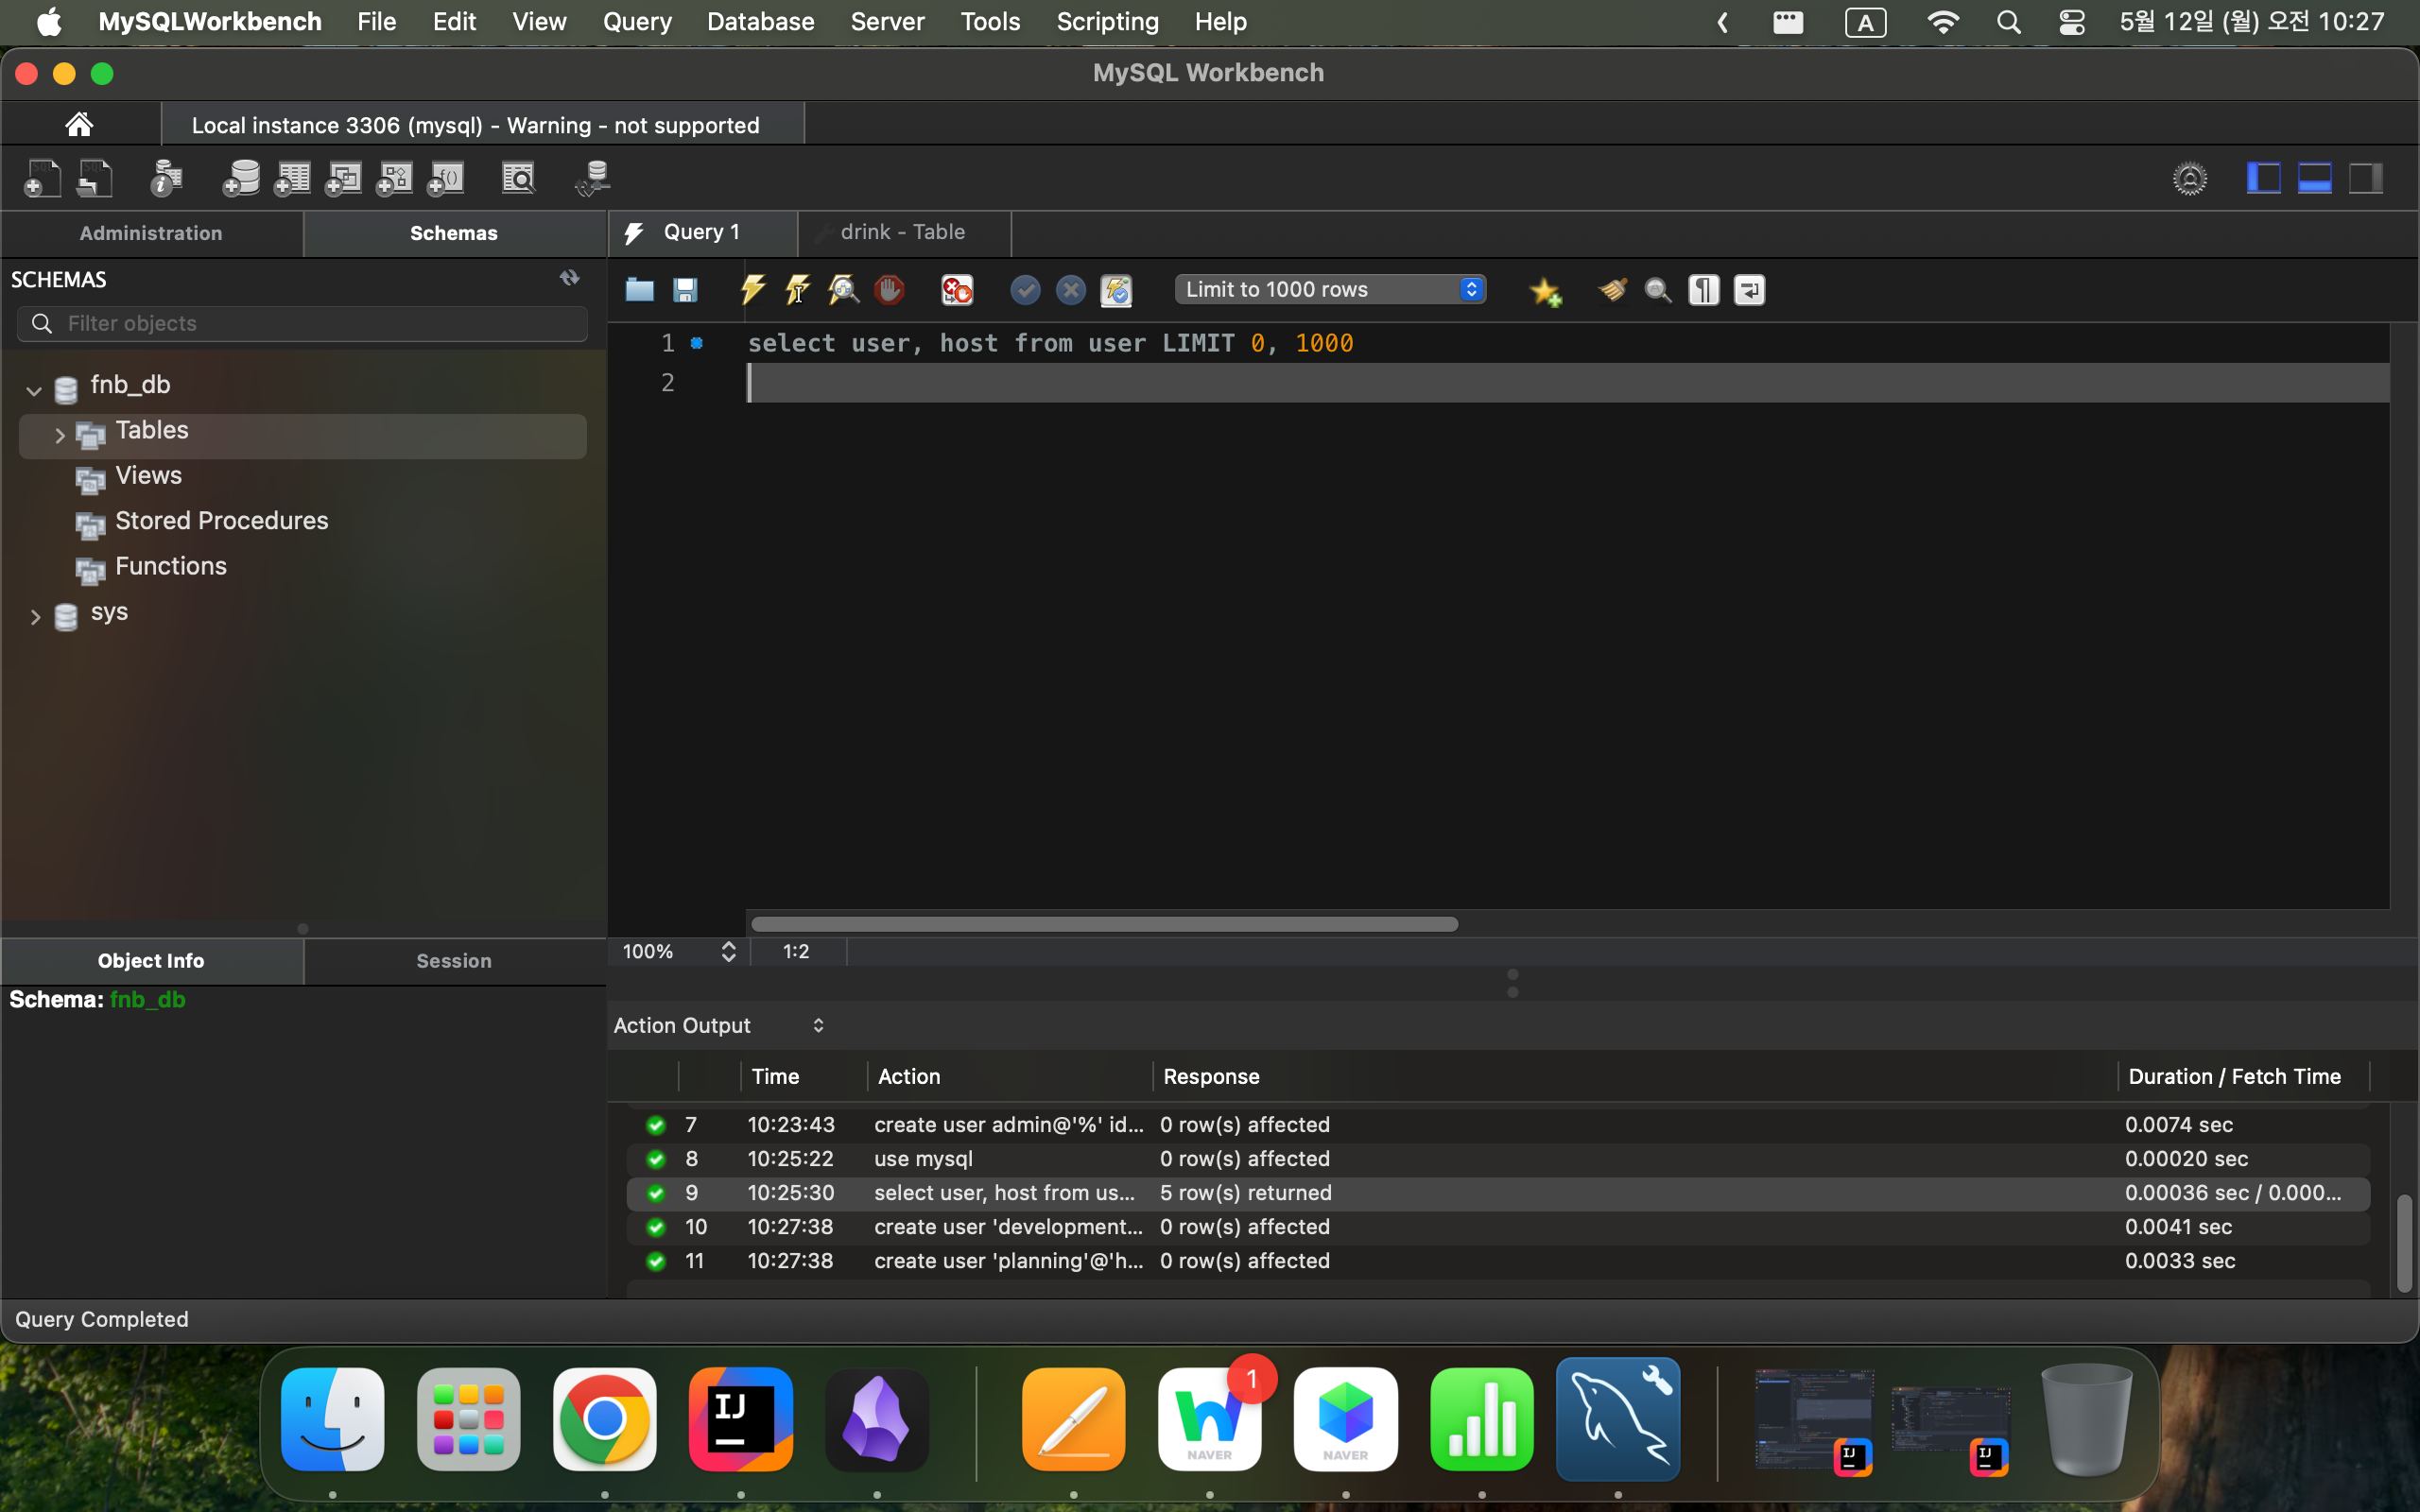 MySQLWorkbench File Edit View Query Database Server Tools Scripting Help A 5월 12일 (월) 오전 10:27
MySQL Workbench
Local instance 3306 (mysql) - Warning - not supported
Administration Schemas Query 1 drink - Table
SCHEMAS
Limit to 1000 rows
Filter objects
1 select user, host from user LIMIT 0, 1000
2
fnb_db
Tables
Views
Stored Procedures
Functions
sys
100% 1:2
Object Info Session
Schema: fnb_db
Action Output
Time Action Response Duration / Fetch Time
7 10:23:43 create user admin@'%' id... 0 row(s) affected 0.0074 sec
8 10:25:22 use mysql 0 row(s) affected 0.00020 sec
9 10:25:30 select user, host from us... 5 row(s) returned 0.00036 sec / 0.000...
10 10:27:38 create user 'development... 0 row(s) affected 0.0041 sec
11 10:27:38 create user 'planning'@'h... 0 row(s) affected 0.0033 sec
Query Completed
1
IJ
NAVER
NAVER
IJ
IJ